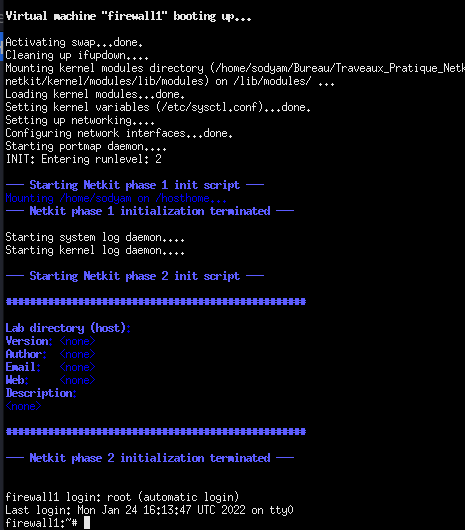 Virtual machine "firewall1" booting up...
Activating swap...done.
Cleaning up ifupdown....
Mounting kernel modules directory (/home/sodyam/Bureau/Traveaux_Pratique_Netk
netkit/kernel/modules/lib/modules) on /lib/modules/ ...
Loading kernel modules...done.
Setting kernel variables (/etc/sysctl.conf)...done.
Setting up networking....
Configuring network interfaces...done.
Starting portmap daemon....
INIT: Entering runlevel: 2
--- Starting Netkit phase 1 init script ---
Mounting /home/sodyam on /hosthome...
--- Netkit phase 1 initialization terminated ---
Starting system log daemon....
Starting kernel log daemon....
--- Starting Netkit phase 2 init script ---
##################################################
Lab directory (host):
Version: <none>
Author: <none>
Email: <none>
Web: <none>
Description:
<none>
##################################################
--- Netkit phase 2 initialization terminated ---
firewall1 login: root (automatic login)
Last login: Mon Jan 24 16:13:47 UTC 2022 on tty0
firewall1:~#